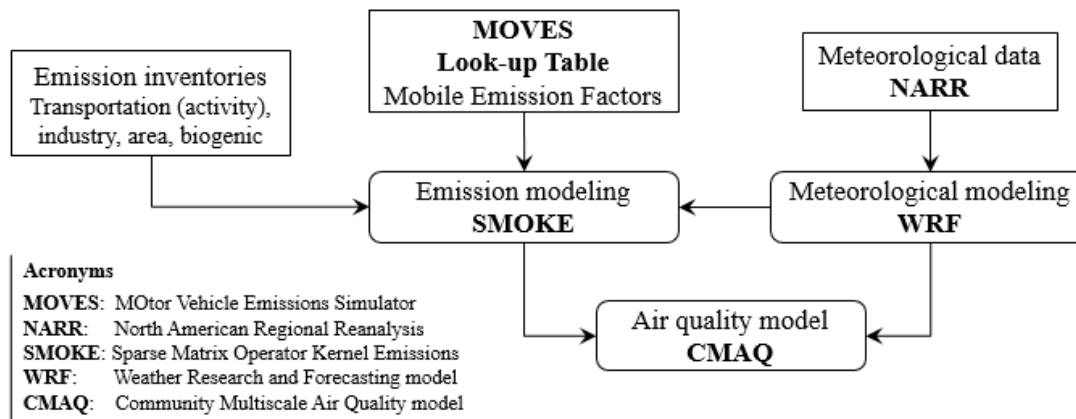 Emission inventories
Transportation (activity),
industry, area, biogenic
MOVES
Look-up Table
Mobile Emission Factors
Meteorological data
NARR
Emission modeling
SMOKE
Meteorological modeling
WRF
Air quality model
CMAQ
Acronyms
MOVES: MOtor Vehicle Emissions Simulator
NARR: North American Regional Reanalysis
SMOKE: Sparse Matrix Operator Kernel Emissions
WRF: Weather Research and Forecasting model
CMAQ: Community Multiscale Air Quality model